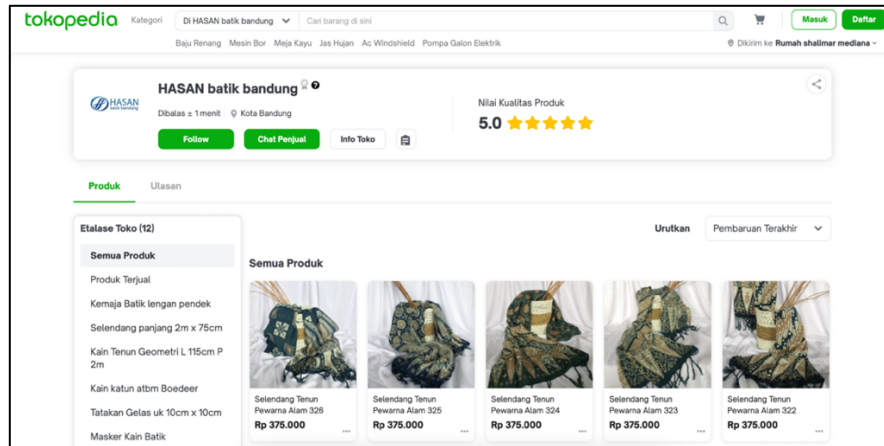 tokopedia Kategori Di HASAN batik bandung Cari barang di sini Masuk Daftar
Baju Renang Mesin Bor Meja Kayu Jas Hujan Ac Windshield Pompa Galon Elektrik Dikirim ke Rumah shalimar mediana
HASAN
batik bandung
HASAN batik bandung
Dibalas ± 1 menit Kota Bandung
Follow Chat Penjual Info Toko
Nilai Kualitas Produk
5.0
Produk Ulasan
Etalase Toko (12)
Semua Produk
Produk Terjual
Kemaja Batik lengan pendek
Selendang panjang 2m x 75cm
Kain Tenun Geometri L 115cm P
2m
Kain katun atbm Boedeer
Tatakan Gelas uk 10cm x 10cm
Masker Kain Batik
Urutkan Pembaruan Terakhir
Semua Produk
Selendang Tenun
Pewarna Alam 326
Rp 375.000
Selendang Tenun
Pewarna Alam 325
Rp 375.000
Selendang Tenun
Pewarna Alam 324
Rp 375.000
Selendang Tenun
Pewarna Alam 323
Rp 375.000
Selendang Tenun
Pewarna Alam 322
Rp 375.000